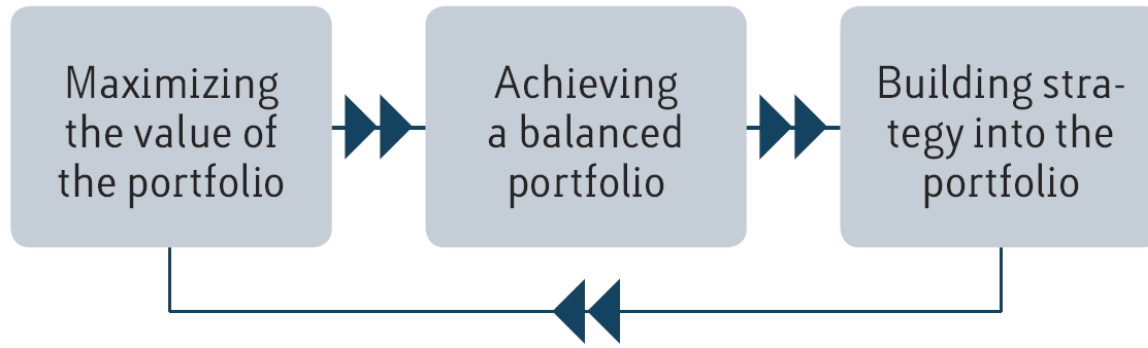 Maximizing
the value of
the portfolio
Achieving
a balanced
portfolio
Building stra-
tegy into the
portfolio